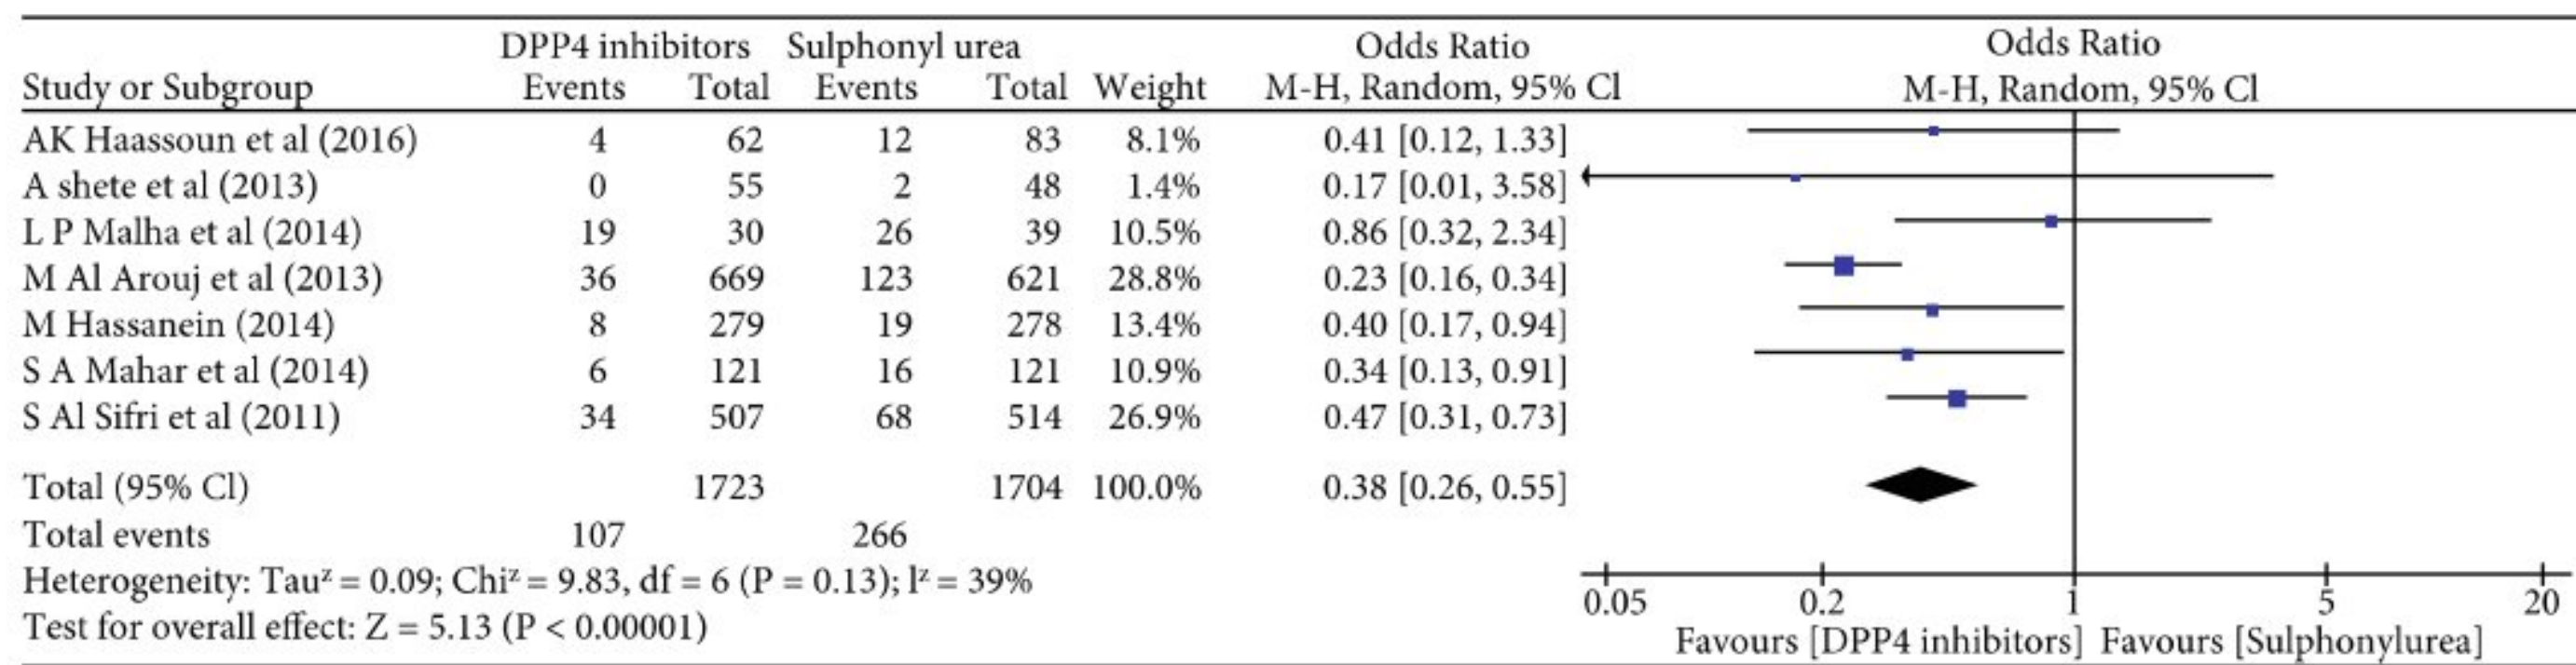 DPP4 inhibitors Sulphonyl urea Odds Ratio Odds Ratio
Study or Subgroup Events Total Events Total Weight M-H, Random, 95% Cl M-H, Random, 95% Cl
AK Haassoun et al (2016) 4 62 12 83 8.1% 0.41 [0.12, 1.33]
A shete et al (2013) 0 55 2 48 1.4% 0.17 [0.01, 3.58]
L P Malha et al (2014) 19 30 26 39 10.5% 0.86 [0.32, 2.34]
M Al Arouj et al (2013) 36 669 123 621 28.8% 0.23 [0.16, 0.34]
M Hassanein (2014) 8 279 19 278 13.4% 0.40 [0.17, 0.94]
S A Mahar et al (2014) 6 121 16 121 10.9% 0.34 [0.13, 0.91]
S Al Sifri et al (2011) 34 507 68 514 26.9% 0.47 [0.31, 0.73]
Total (95% Cl) 1723 1704 100.0% 0.38 [0.26, 0.55]
Total events 107 266
Heterogeneity: Tauᶻ = 0.09; Chiᶻ = 9.83, df = 6 (P = 0.13); lᶻ = 39%
Test for overall effect: Z = 5.13 (P < 0.00001)
0.05 0.2 1 5 20
Favours [DPP4 inhibitors] Favours [Sulphonylurea]